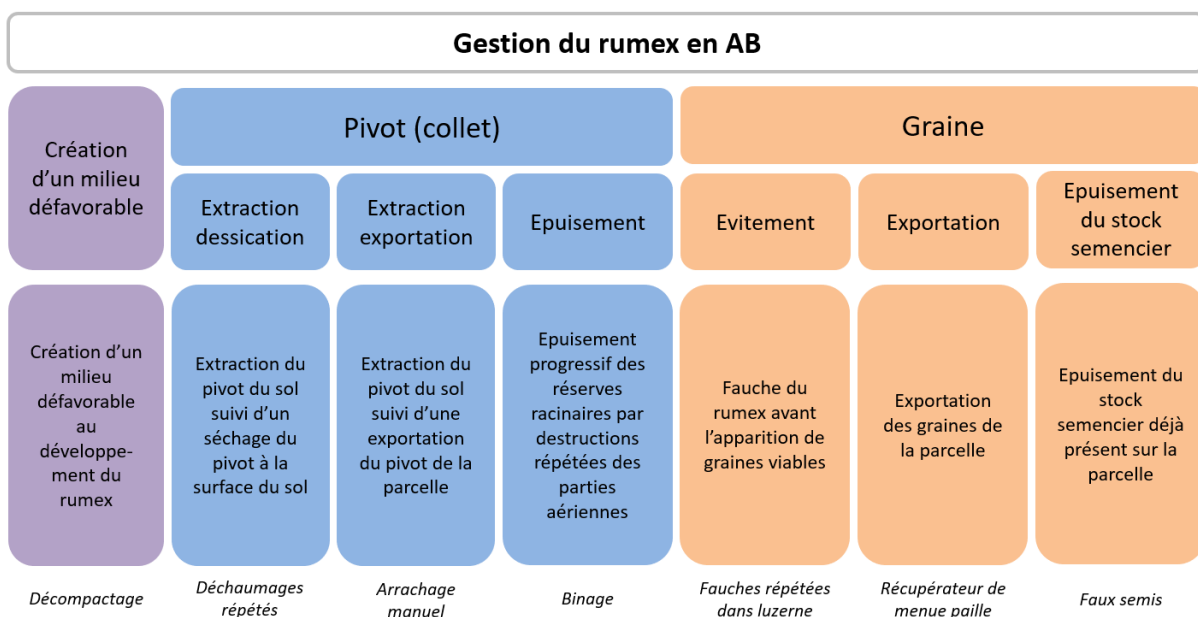 Gestion du rumex en AB
Création
d’un milieu
défavorable
Pivot (collet)
Graine
Extraction
dessication
Extraction
exportation
Epuisement
Evitement
Exportation
Epuisement
du stock
semencier
Création d’un
milieu
défavorable
au
développe-
ment du
rumex
Extraction du
pivot du sol
suivi d’un
séchage du
pivot à la
surface du sol
Extraction du
pivot du sol
suivi d’une
exportation
du pivot de la
parcelle
Epuisement
progressif des
réserves
racinaires par
destructions
répétées des
parties
aériennes
Fauche du
rumex avant
l’apparition de
graines viables
Exportation
des graines de
la parcelle
Epuisement du
stock
semencier déjà
présent sur la
parcelle
Décompactage
Déchaumages
répétés
Arrachage
manuel
Binage
Fauches répétées
dans luzerne
Récupérateur de
menue paille
Faux semis